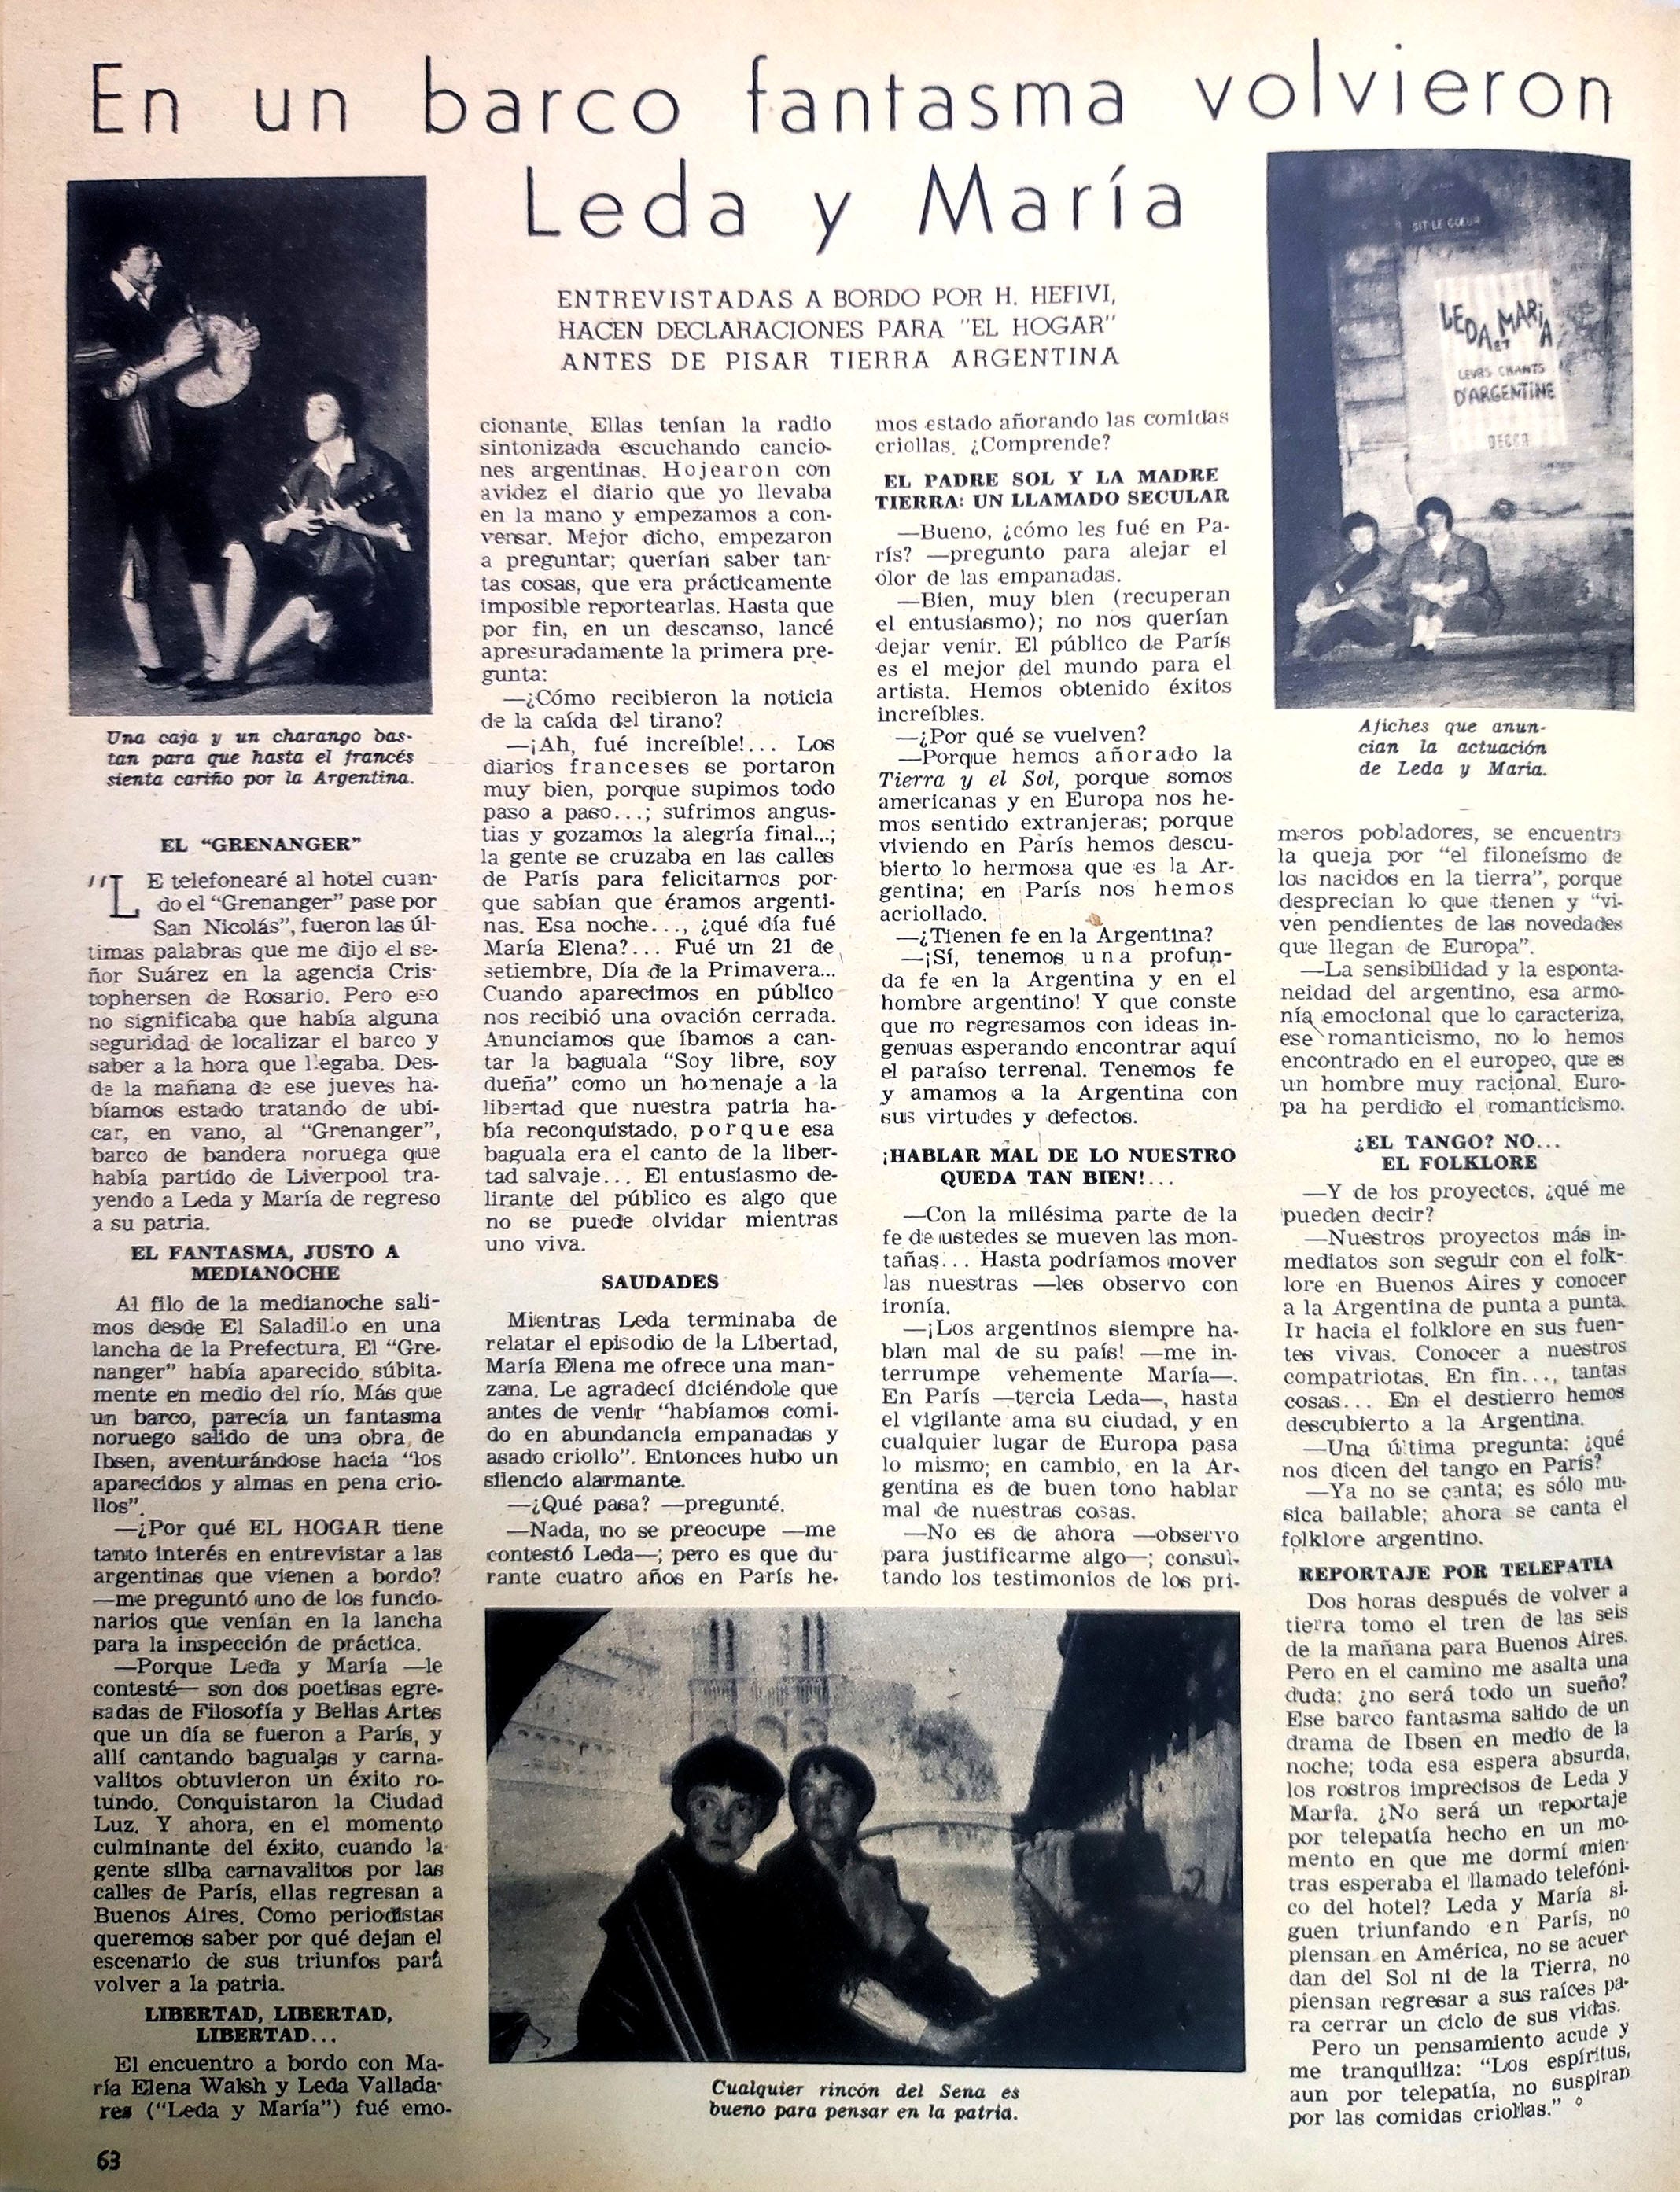 En un barco fantasma volvieron
Leda y María
ENTREVISTADAS A BORDO POR H. HEFIVI,
HACEN DECLARACIONES PARA "EL HOGAR"
ANTES DE PISAR TIERRA ARGENTINA
Una caja y un charango bas-
tan para que hasta el francés
sienta cariño por la Argentina.
EL "GRENANGER"
"LE telefonearé al hotel cuan-
do el "Grenanger" pase por
San Nicolás", fueron las úl-
timas palabras que me dijo el se-
ñor Suárez en la agencia Cris-
tophersen de Rosario. Pero eso
no significaba que había alguna
seguridad de localizar el barco y
saber a la hora que llegaba. Des-
de la mañana de ese jueves ha-
bíamos estado tratando de ubi-
car, en vano, al "Grenanger",
barco de bandera noruega que
había partido de Liverpool tra-
yendo a Leda y María de regreso
a su patria.
EL FANTASMA, JUSTO A
MEDIANOCHE
Al filo de la medianoche sali-
mos desde El Saladillo en una
lancha de la Prefectura. El "Gre-
nanger" había aparecido súbita-
mente en medio del río. Más que
un barco, parecía un fantasma
noruego salido de una obra de
Ibsen, aventurándose hacia "los
aparecidos y almas en pena crio-
llos".
—¿Por qué EL HOGAR tiene
tanto interés en entrevistar a las
argentinas que vienen a bordo?
—me preguntó uno de los funcio-
narios que venían en la lancha
para la inspección de práctica.
—Porque Leda y María —le
contesté— son dos poetisas egre-
sadas de Filosofía y Bellas Artes
que un día se fueron a París, y
allí cantando bagualas y carna-
valitos obtuvieron un éxito ro-
tundo. Conquistaron la Ciudad
Luz. Y ahora, en el momento
culminante del éxito, cuando la
gente silba carnavalitos por las
calles de París, ellas regresan a
Buenos Aires. Como periodistas
queremos saber por qué dejan el
escenario de sus triunfos para
volver a la patria.
LIBERTAD, LIBERTAD,
LIBERTAD...
El encuentro a bordo con Ma-
ría Elena Walsh y Leda Vallada-
res ("Leda y María") fué emo-
63
cionante. Ellas tenían la radio
sintonizada escuchando cancio-
nes argentinas. Hojearon con
avidez el diario que yo llevaba
en la mano y empezamos a con-
versar. Mejor dicho, empezaron
a preguntar; querían saber tan-
tas cosas, que era prácticamente
imposible reportearlas. Hasta que
por fin, en un descanso, lancé
apresuradamente la primera pre-
gunta:
—¿Cómo recibieron la noticia
de la caída del tirano?
—¡Ah, fué increíble!... Los
diarios franceses se portaron
muy bien, porque supimos todo
paso a paso...; sufrimos angus-
tias y gozamos la alegría final...;
la gente se cruzaba en las calles
de París para felicitarnos por-
que sabían que éramos argenti-
nas. Esa noche..., ¿qué día fué
María Elena?... Fué un 21 de
setiembre, Día de la Primavera...
Cuando aparecimos en público
nos recibió una ovación cerrada.
Anunciamos que íbamos a can-
tar la baguala "Soy libre, soy
dueña" como un homenaje a la
libertad que nuestra patria ha-
bía reconquistado, porque esa
baguala era el canto de la liber-
tad salvaje... El entusiasmo de-
lirante del público es algo que
no se puede olvidar mientras
uno viva.
SAUDADES
Mientras Leda terminaba de
relatar el episodio de la Libertad,
María Elena me ofrece una man-
zana. Le agradecí diciéndole que
antes de venir "habíamos comi-
do en abundancia empanadas y
asado criollo". Entonces hubo un
silencio alarmante.
—¿Qué pasa? —pregunté.
—Nada, no se preocupe —me
contestó Leda—; pero es que du-
rante cuatro años en París he-
mos estado añorando las comidas
criollas. ¿Comprende?
EL PADRE SOL Y LA MADRE
TIERRA: UN LLAMADO SECULAR
—Bueno, ¿cómo les fué en Pa-
rís? —pregunto para alejar el
olor de las empanadas.
—Bien, muy bien (recuperan
el entusiasmo); no nos querían
dejar venir. El público de París
es el mejor del mundo para el
artista. Hemos obtenido éxitos
increíbles.
—¿Por qué se vuelven?
—Porque hemos añorado la
Tierra y el Sol, porque somos
americanas y en Europa nos he-
mos sentido extranjeras; porque
viviendo en París hemos descu-
bierto lo hermosa que es la Ar-
gentina; en París nos hemos
acriollado.
—¿Tienen fe en la Argentina?
—¡Sí, tenemos una profun-
da fe en la Argentina y en el
hombre argentino! Y que conste
que no regresamos con ideas in-
genuas esperando encontrar aquí
el paraíso terrenal. Tenemos fe
y amamos a la Argentina con
sus virtudes y defectos.
¡HABLAR MAL DE LO NUESTRO
QUEDA TAN BIEN!...
—Con la milésima parte de la
fe de ustedes se mueven las mon-
tañas... Hasta podríamos mover
las nuestras —les observo con
ironía.
—¡Los argentinos siempre ha-
blan mal de su país! —me in-
terrumpe vehemente María—.
En París —tercia Leda—, hasta
el vigilante ama su ciudad, y en
cualquier lugar de Europa pasa
lo mismo; en cambio, en la Ar-
gentina es de buen tono hablar
mal de nuestras cosas.
—No es de ahora —observo
para justificarme algo—; consul-
tando los testimonios de los pri-
Cualquier rincón del Sena es
bueno para pensar en la patria.
GIT-LE-COEUR
LEDA ET MARIA
LEURS CHANTS
D'ARGENTINE
DECCA
Afiches que anun-
cian la actuación
de Leda y María.
meros pobladores, se encuentra
la queja por "el filoneísmo de
los nacidos en la tierra", porque
desprecian lo que tienen y "vi-
ven pendientes de las novedades
que llegan de Europa".
—La sensibilidad y la esponta-
neidad del argentino, esa armo-
nía emocional que lo caracteriza,
ese romanticismo, no lo hemos
encontrado en el europeo, que es
un hombre muy racional. Euro-
pa ha perdido el romanticismo.
¿EL TANGO? NO...
EL FOLKLORE
—Y de los proyectos, ¿qué me
pueden decir?
—Nuestros proyectos más in-
mediatos son seguir con el folk-
lore en Buenos Aires y conocer
a la Argentina de punta a punta.
Ir hacia el folklore en sus fuen-
tes vivas. Conocer a nuestros
compatriotas. En fin..., tantas
cosas... En el destierro hemos
descubierto a la Argentina.
—Una última pregunta: ¿qué
nos dicen del tango en París?
—Ya no se canta; es sólo mú-
sica bailable; ahora se canta el
folklore argentino.
REPORTAJE POR TELEPATIA
Dos horas después de volver a
tierra tomo el tren de las seis
de la mañana para Buenos Aires.
Pero en el camino me asalta una
duda: ¿no será todo un sueño?
Ese barco fantasma salido de un
drama de Ibsen en medio de la
noche; toda esa espera absurda,
los rostros imprecisos de Leda y
María. ¿No será un reportaje
por telepatía hecho en un mo-
mento en que me dormí mien-
tras esperaba el llamado telefóni-
co del hotel? Leda y María si-
guen triunfando en París, no
piensan en América, no se acuer-
dan del Sol ni de la Tierra, no
piensan regresar a sus raíces pa-
ra cerrar un ciclo de sus vidas.
Pero un pensamiento acude y
me tranquiliza: "Los espíritus,
aun por telepatía, no suspiran
por las comidas criollas."